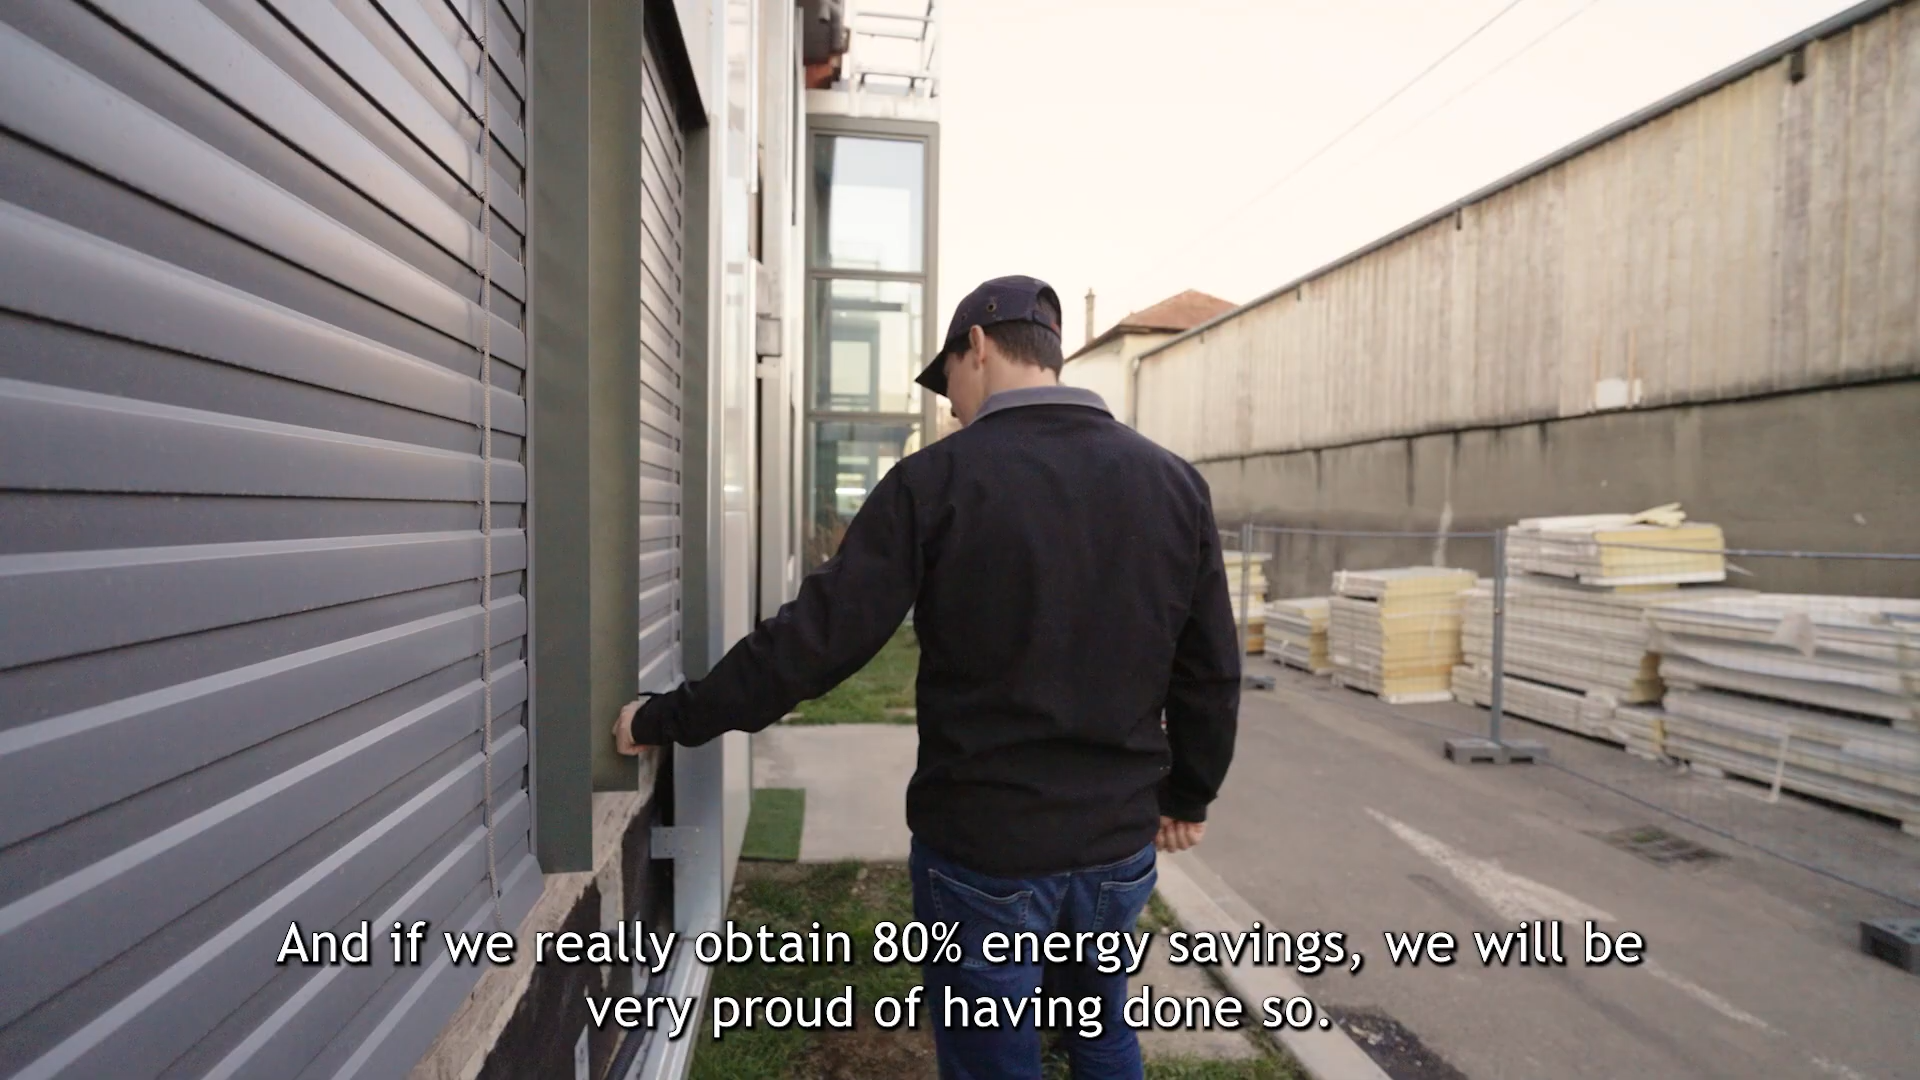 And if we really obtain 80% energy savings, we will be
very proud of having done so.